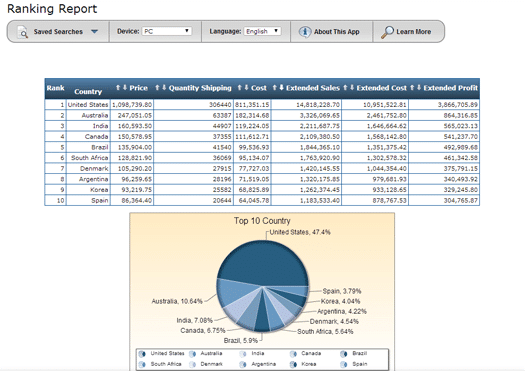 Ranking Report
Saved Searches Device: PC Language: English About This App Learn More
Rank Country Price Quantity Shipping Cost Extended Sales Extended Cost Extended Profit
1 United States 1,098,739.80 306440 811,351.15 14,818,228.70 10,951,522.81 3,866,705.89
2 Australia 247,051.05 63387 182,314.68 3,326,069.65 2,461,752.80 864,316.85
3 India 160,593.50 44907 119,224.05 2,211,687.75 1,646,664.62 565,023.13
4 Canada 150,578.95 37355 111,612.71 2,109,380.50 1,568,142.80 541,237.70
5 Brazil 135,904.00 41540 99,536.93 1,844,365.10 1,351,375.42 492,989.68
6 South Africa 128,821.90 36069 95,134.07 1,763,920.90 1,302,578.32 461,342.58
7 Denmark 105,290.20 27915 77,727.03 1,420,145.55 1,044,354.40 375,791.15
8 Argentina 96,259.65 28196 71,519.05 1,320,175.85 979,681.93 340,493.92
9 Korea 93,219.75 25582 68,825.89 1,262,374.45 933,128.65 329,245.80
10 Spain 86,364.40 20644 64,045.78 1,183,533.40 878,767.53 304,765.87
Top 10 Country
United States, 47.4%
Spain, 3.79%
Australia, 10.64%
Korea, 4.04%
Argentina, 4.22%
India, 7.08%
Denmark, 4.54%
Canada, 6.75%
South Africa, 5.64%
Brazil, 5.9%
United States Australia India Canada Brazil
South Africa Denmark Argentina Korea Spain